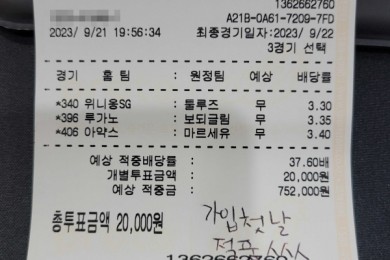 1362662760
A21B-0A61-7209-7FD
2023/ 9/21 19:56:34 최종경기일자:2023/ 9/22
3경기 선택
경기 홈 팀 : 원정팀 예상 배당률
*340 위니옹SG : 툴루즈 무 3.30
*396 루가노 : 보되글림 무 3.35
*406 아약스 : 마르세유 무 3.40
예상 적중배당률 : 37.60배
개별투표금액 : 20,000원
예상 적중금 : 752,000원
총투표금액 20,000원
가입첫날
1362662760